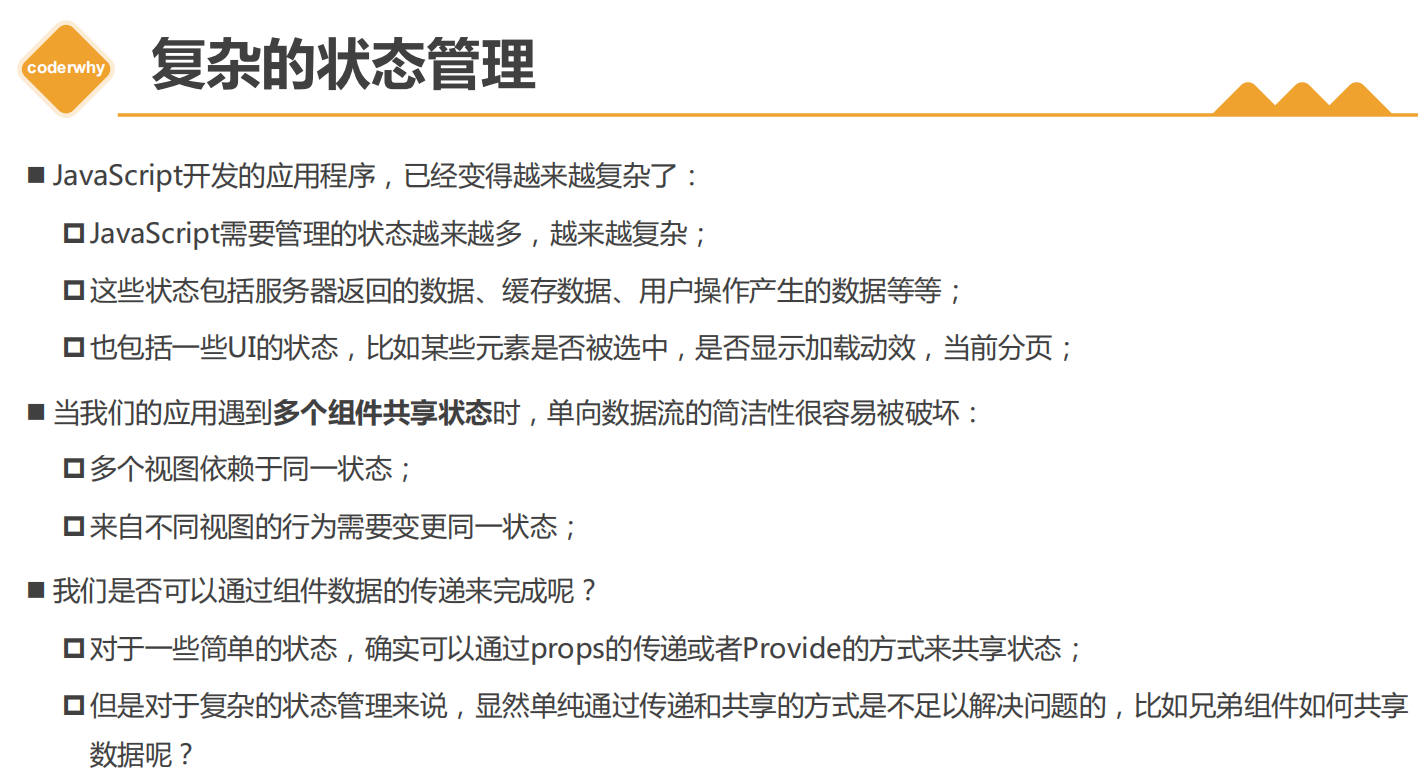 coderwhy
复杂的状态管理
JavaScript开发的应用程序，已经变得越来越复杂了：
JavaScript需要管理的状态越来越多，越来越复杂；
这些状态包括服务器返回的数据、缓存数据、用户操作产生的数据等等；
也包括一些UI的状态，比如某些元素是否被选中，是否显示加载动效，当前分页；
当我们的应用遇到多个组件共享状态时，单向数据流的简洁性很容易被破坏：
多个视图依赖于同一状态；
来自不同视图的行为需要变更同一状态；
我们是否可以通过组件数据的传递来完成呢？
对于一些简单的状态，确实可以通过props的传递或者Provide的方式来共享状态；
但是对于复杂的状态管理来说，显然单纯通过传递和共享的方式是不足以解决问题的，比如兄弟组件如何共享
数据呢？